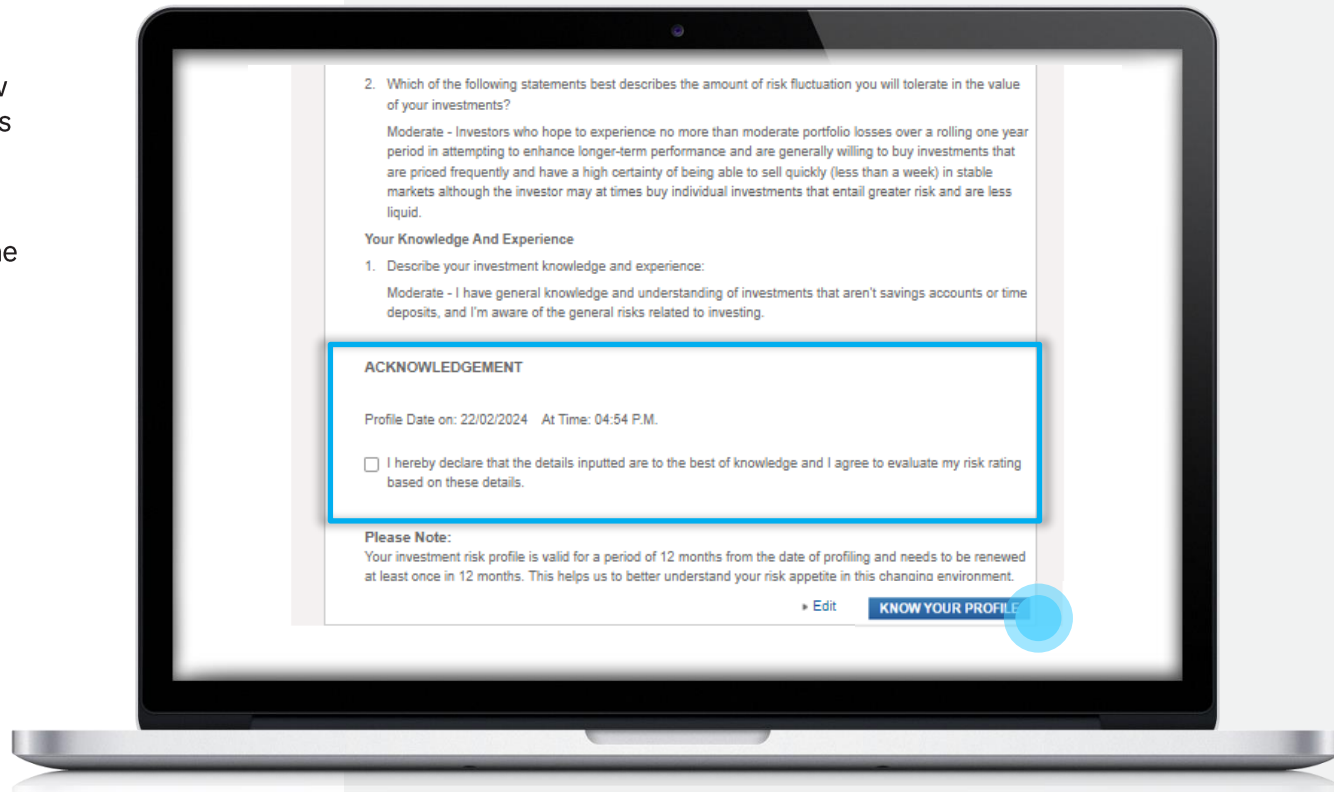 2. Which of the following statements best describes the amount of risk fluctuation you will tolerate in the value
of your investments?
Moderate - Investors who hope to experience no more than moderate portfolio losses over a rolling one year
period in attempting to enhance longer-term performance and are generally willing to buy investments that
are priced frequently and have a high certainty of being able to sell quickly (less than a week) in stable
markets although the investor may at times buy individual investments that entail greater risk and are less
liquid.
Your Knowledge And Experience
1. Describe your investment knowledge and experience:
Moderate - I have general knowledge and understanding of investments that aren't savings accounts or time
deposits, and I'm aware of the general risks related to investing.
ACKNOWLEDGEMENT
Profile Date on: 22/02/2024 At Time: 04:54 P.M.
I hereby declare that the details inputted are to the best of knowledge and I agree to evaluate my risk rating
based on these details.
Please Note:
Your investment risk profile is valid for a period of 12 months from the date of profiling and needs to be renewed
at least once in 12 months. This helps us to better understand your risk appetite in this changing environment.
Edit KNOW YOUR PROFILE